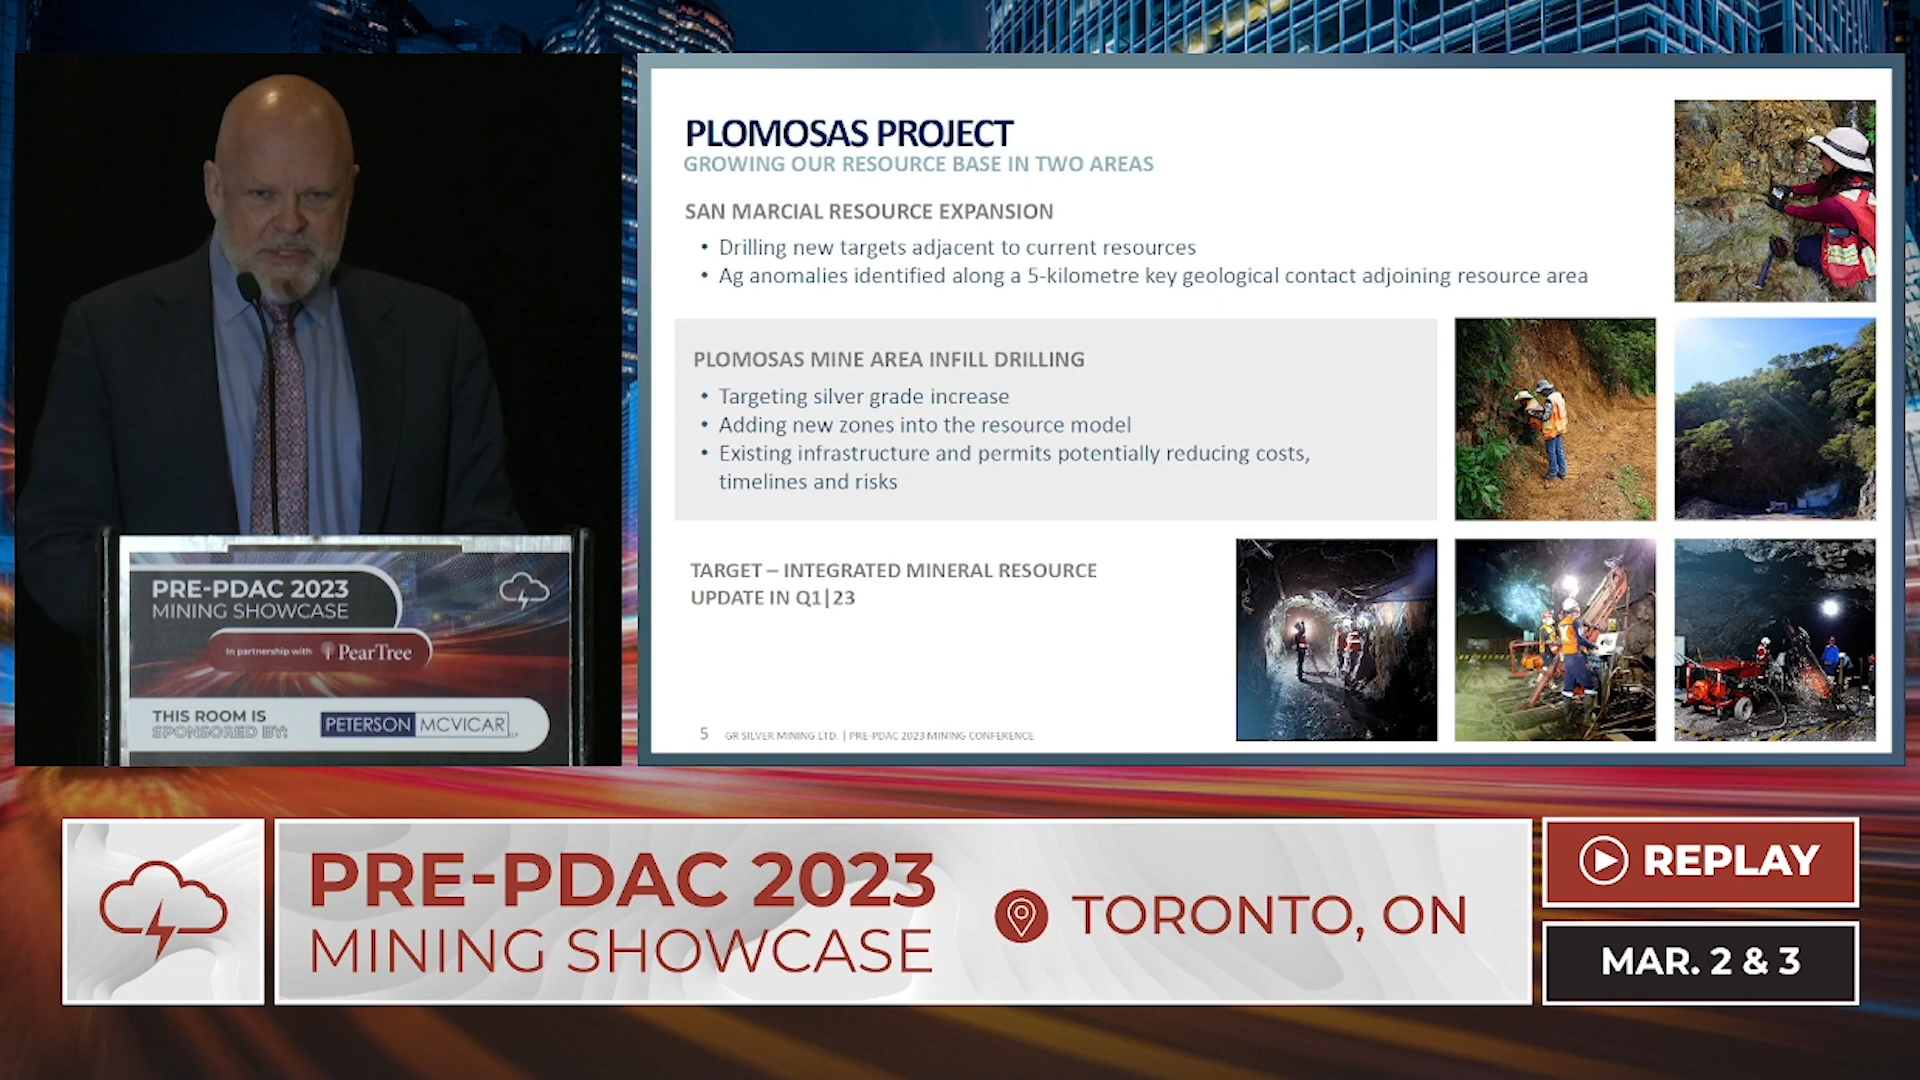 PLOMOSAS PROJECT
GROWING OUR RESOURCE BASE IN TWO AREAS
SAN MARCIAL RESOURCE EXPANSION
• Drilling new targets adjacent to current resources
• Ag anomalies identified along a 5-kilometre key geological contact adjoining resource area
PLOMOSAS MINE AREA INFILL DRILLING
• Targeting silver grade increase
• Adding new zones into the resource model
• Existing infrastructure and permits potentially reducing costs,
timelines and risks
TARGET – INTEGRATED MINERAL RESOURCE
UPDATE IN Q1|23
5 GR SILVER MINING LTD. | PRE-PDAC 2023 MINING CONFERENCE
PRE-PDAC 2023
MINING SHOWCASE
In partnership with PearTree
THIS ROOM IS
SPONSORED BY:
PETERSON MCVICAR LLP
PRE-PDAC 2023
MINING SHOWCASE
TORONTO, ON
REPLAY
MAR. 2 & 3